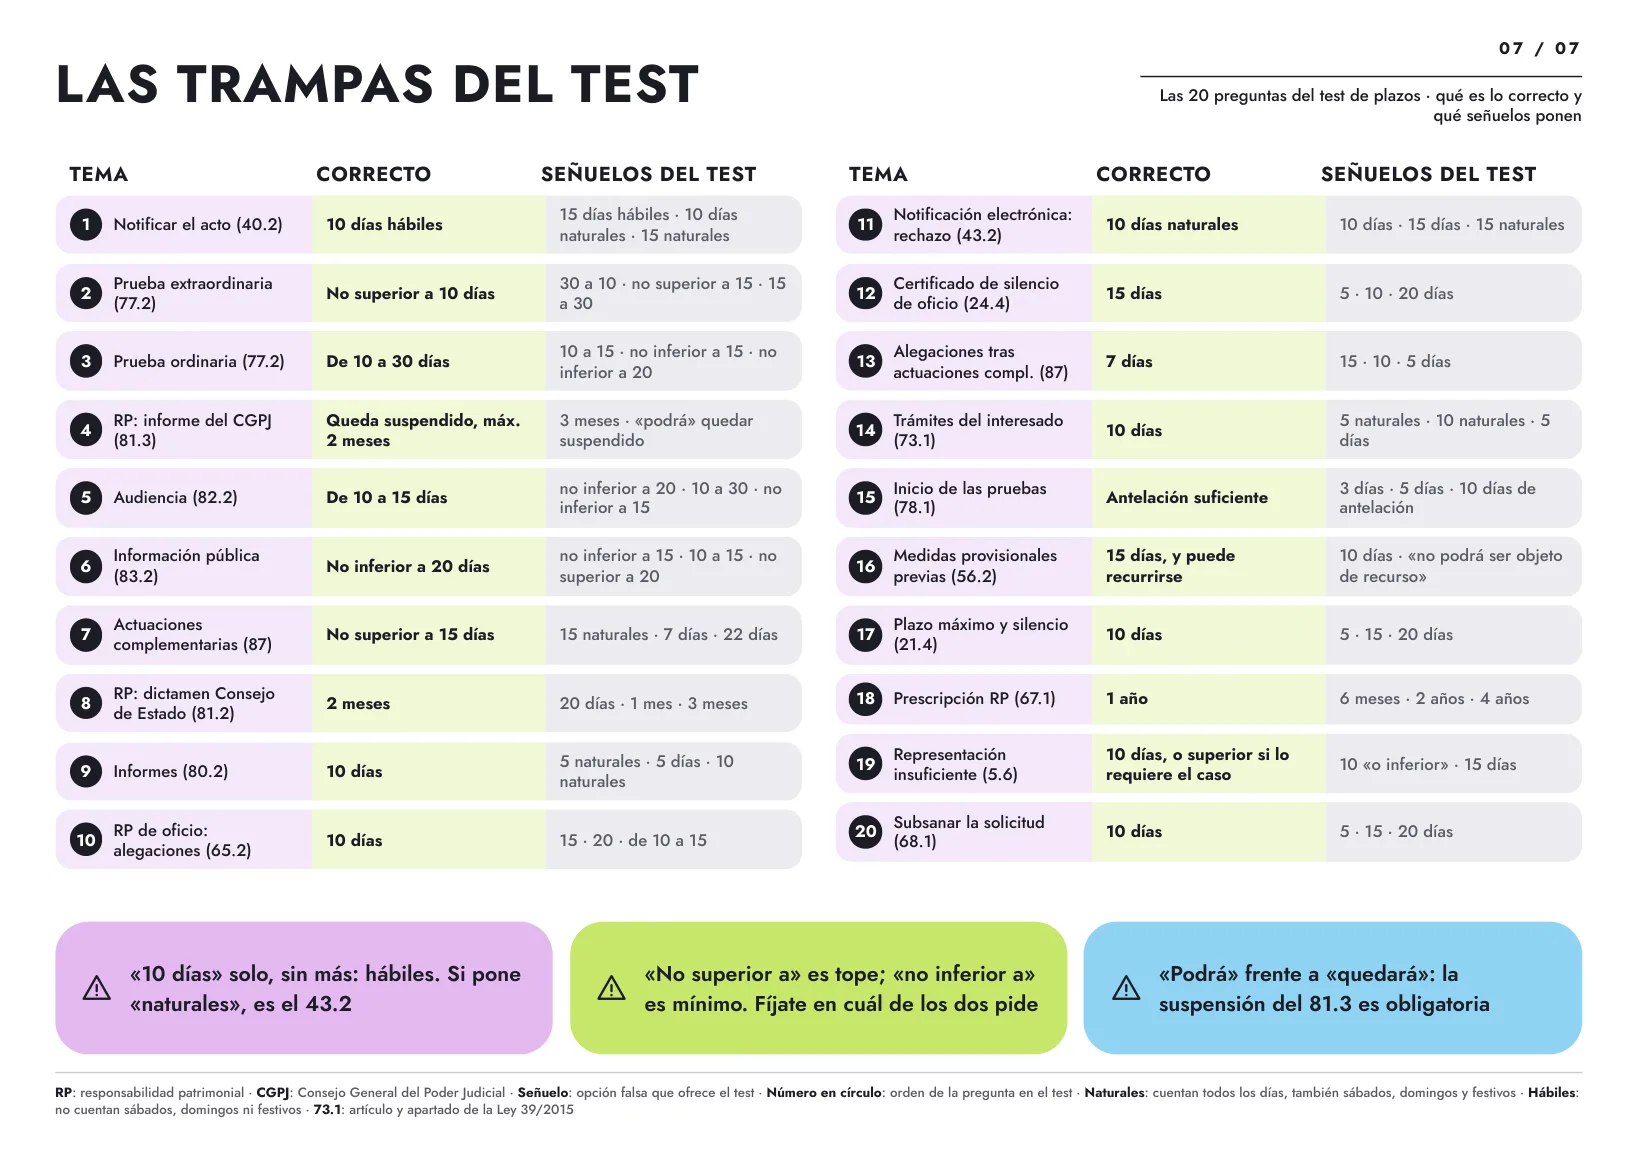 07 / 07
LAS TRAMPAS DEL TEST
Las 20 preguntas del test de plazos · qué es lo correcto y
qué señuelos ponen
TEMA
CORRECTO
SEÑUELOS DEL TEST
1
Notificar el acto (40.2)
10 días hábiles
15 días hábiles · 10 días
naturales · 15 naturales
2
Prueba extraordinaria
(77.2)
No superior a 10 días
30 a 10 · no superior a 15 · 15
a 30
3
Prueba ordinaria (77.2)
De 10 a 30 días
10 a 15 · no inferior a 15 · no
inferior a 20
4
RP: informe del CGPJ
(81.3)
Queda suspendido, máx.
2 meses
3 meses · «podrá» quedar
suspendido
5
Audiencia (82.2)
De 10 a 15 días
no inferior a 20 · 10 a 30 · no
inferior a 15
6
Información pública
(83.2)
No inferior a 20 días
no inferior a 15 · 10 a 15 · no
superior a 20
7
Actuaciones
complementarias (87)
No superior a 15 días
15 naturales · 7 días · 22 días
8
RP: dictamen Consejo
de Estado (81.2)
2 meses
20 días · 1 mes · 3 meses
9
Informes (80.2)
10 días
5 naturales · 5 días · 10
naturales
10
RP de oficio:
alegaciones (65.2)
10 días
15 · 20 · de 10 a 15
TEMA
CORRECTO
SEÑUELOS DEL TEST
11
Notificación electrónica:
rechazo (43.2)
10 días naturales
10 días · 15 días · 15 naturales
12
Certificado de silencio
de oficio (24.4)
15 días
5 · 10 · 20 días
13
Alegaciones tras
actuaciones compl. (87)
7 días
15 · 10 · 5 días
14
Trámites del interesado
(73.1)
10 días
5 naturales · 10 naturales · 5
días
15
Inicio de las pruebas
(78.1)
Antelación suficiente
3 días · 5 días · 10 días de
antelación
16
Medidas provisionales
previas (56.2)
15 días, y puede
recurrirse
10 días · «no podrá ser objeto
de recurso»
17
Plazo máximo y silencio
(21.4)
10 días
5 · 15 · 20 días
18
Prescripción RP (67.1)
1 año
6 meses · 2 años · 4 años
19
Representación
insuficiente (5.6)
10 días, o superior si lo
requiere el caso
10 «o inferior» · 15 días
20
Subsanar la solicitud
(68.1)
10 días
5 · 15 · 20 días
«10 días» solo, sin más: hábiles. Si pone
«naturales», es el 43.2
«No superior a» es tope; «no inferior a»
es mínimo. Fíjate en cuál de los dos pide
«Podrá» frente a «quedará»: la
suspensión del 81.3 es obligatoria
RP: responsabilidad patrimonial · CGPJ: Consejo General del Poder Judicial · Señuelo: opción falsa que ofrece el test · Número en círculo: orden de la pregunta en el test · Naturales: cuentan todos los días, también sábados, domingos y festivos · Hábiles:
no cuentan sábados, domingos ni festivos · 73.1: artículo y apartado de la Ley 39/2015